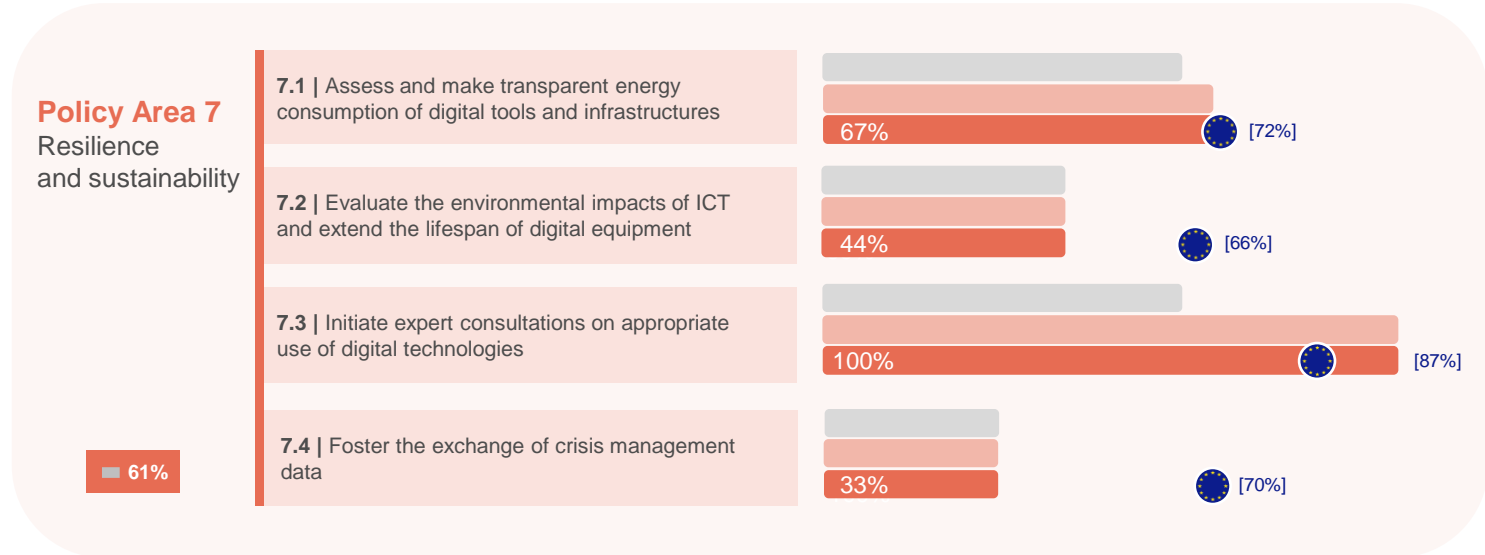 Policy Area 7
Resilience
and sustainability
61%
7.1 | Assess and make transparent energy
consumption of digital tools and infrastructures
67%
[72%]
7.2 | Evaluate the environmental impacts of ICT
and extend the lifespan of digital equipment
44%
[66%]
7.3 | Initiate expert consultations on appropriate
use of digital technologies
100%
[87%]
7.4 | Foster the exchange of crisis management
data
33%
[70%]